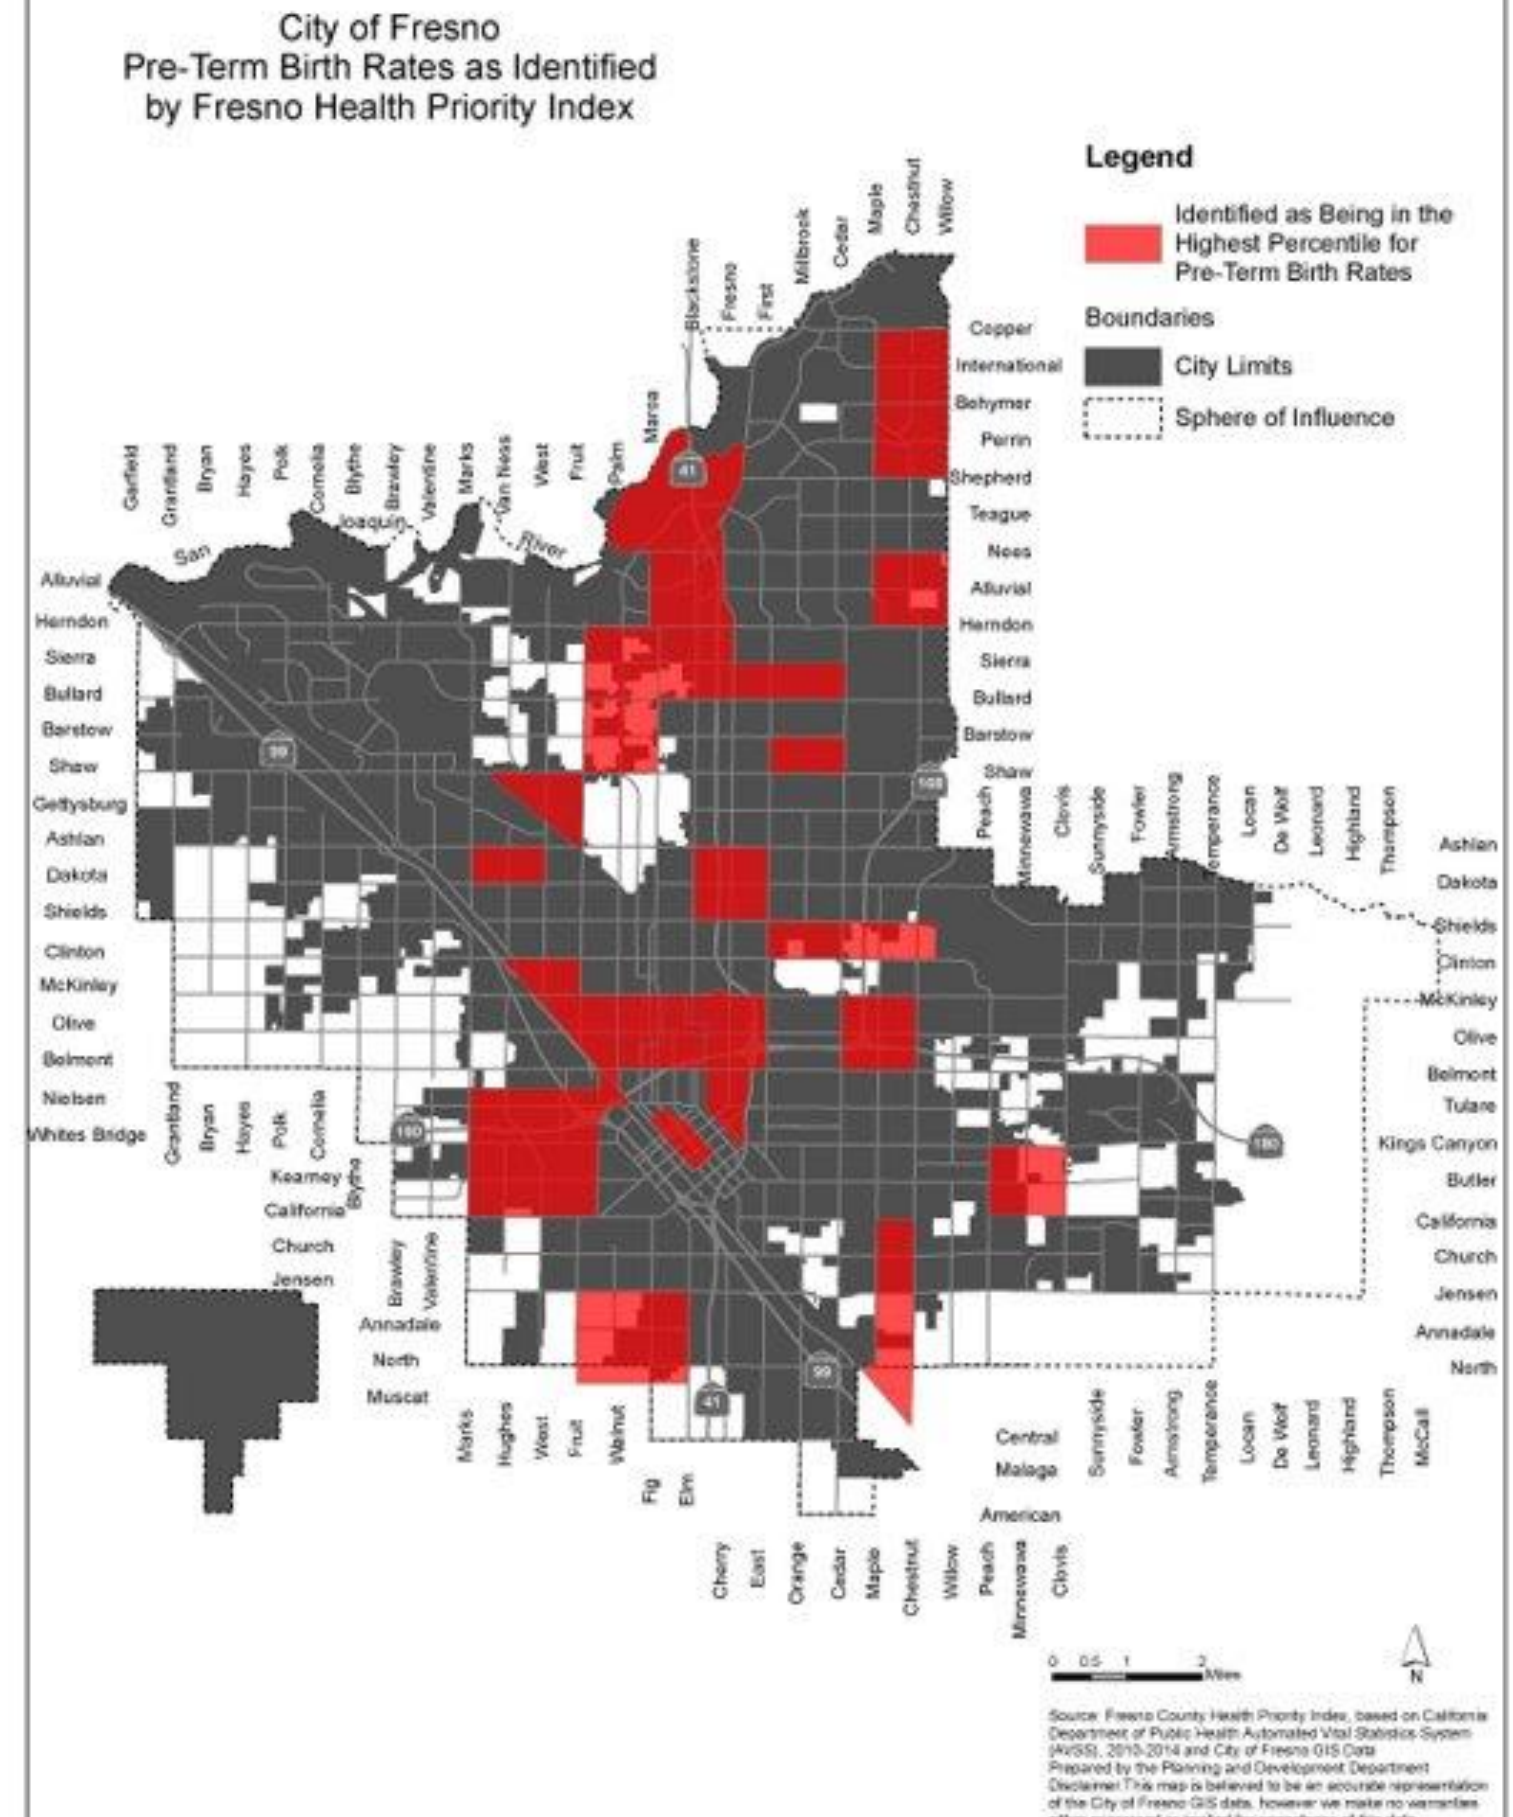 City of Fresno
Pre-Term Birth Rates as Identified
by Fresno Health Priority Index
Legend
Identified as Being in the
Highest Percentile for
Pre-Term Birth Rates
Boundaries
City Limits
Sphere of Influence
Blackstone
Fresno
First
Millbrook
Cedar
Maple
Chestnut
Willow
Copper
International
Behymer
Perrin
Shepherd
Teague
Nees
Alluvial
Herndon
Sierra
Bullard
Barstow
Shaw
Garfield
Grantland
Bryan
Hayes
Polk
Cornelia
Blythe
Brawley
Valentine
Marks
Van Ness
West
Fruit
Palm
Maroa
San
Joaquin
River
41
99
168
Alluvial
Herndon
Sierra
Bullard
Barstow
Shaw
Gettysburg
Ashlan
Dakota
Shields
Clinton
McKinley
Olive
Belmont
Nielsen
Whites Bridge
Kearney
California
Church
Jensen
Annadale
North
Muscat
Peach
Minnewawa
Clovis
Sunnyside
Fowler
Armstrong
Temperance
Locan
De Wolf
Leonard
Highland
Thompson
Ashlan
Dakota
Shields
Clinton
McKinley
Olive
Belmont
Tulare
Kings Canyon
Butler
California
Church
Jensen
Annadale
North
Grantland
Bryan
Hayes
Polk
Cornelia
Blythe
Brawley
Valentine
180
180
99
41
Marks
Hughes
West
Fruit
Walnut
Fig
Elm
Cherry
East
Orange
Cedar
Maple
Chestnut
Willow
Peach
Minnewawa
Clovis
Central
Malaga
American
Sunnyside
Fowler
Armstrong
Temperance
Locan
De Wolf
Leonard
Highland
Thompson
McCall
0 0.5 1 2
Miles
N
Source: Fresno County Health Priority Index, based on California
Department of Public Health Automated Vital Statistics System
(AVSS), 2010-2014 and City of Fresno GIS Data
Prepared by the Planning and Development Department
Disclaimer:This map is believed to be an accurate representation
of the City of Fresno GIS data, however we make no warranties